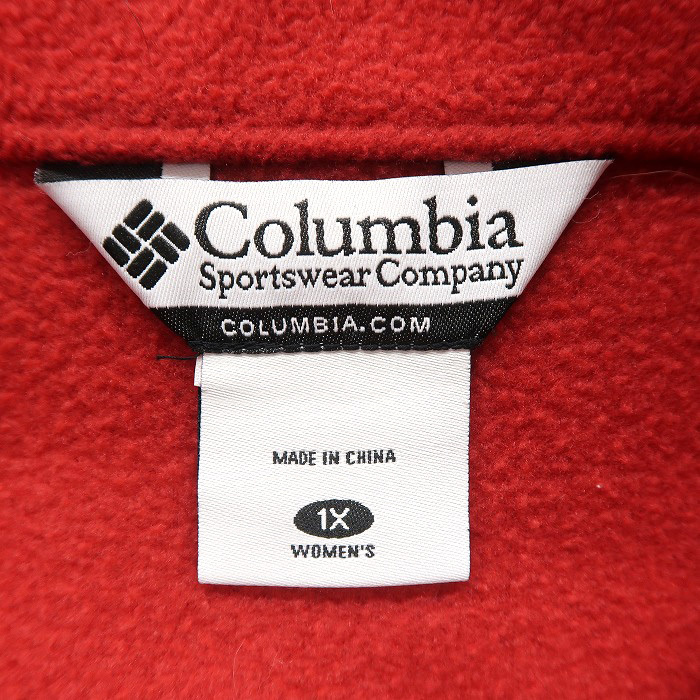 Columbia
Sportswear Company
COLUMBIA.COM
MADE IN CHINA
1X
WOMEN'S